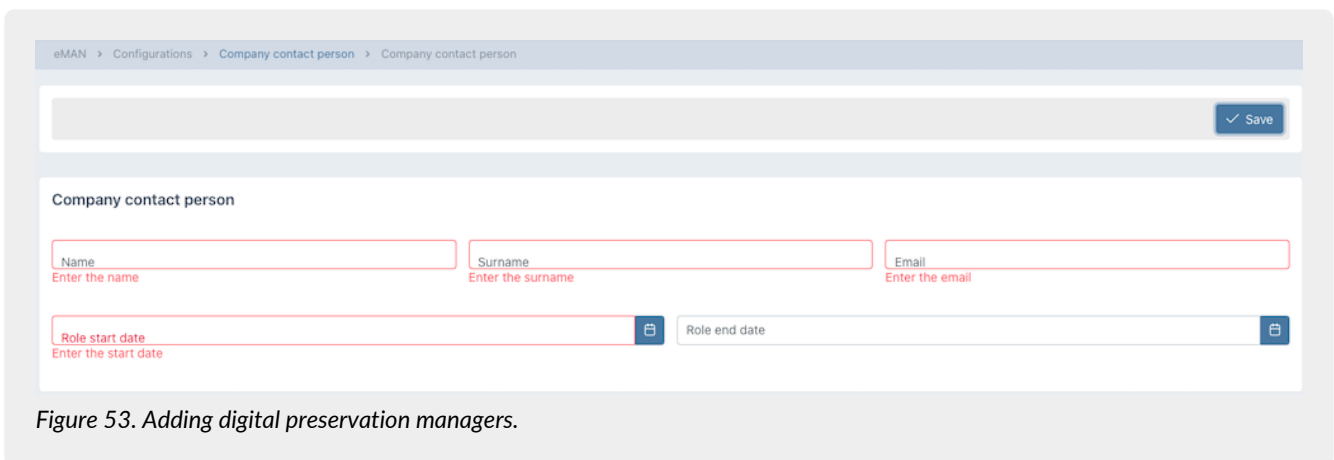 eMAN > Configurations > Company contact person > Company contact person
Save
Company contact person
Name Surname Email
Enter the name Enter the surname Enter the email
Role start date Role end date
Enter the start date
Figure 53. Adding digital preservation managers.